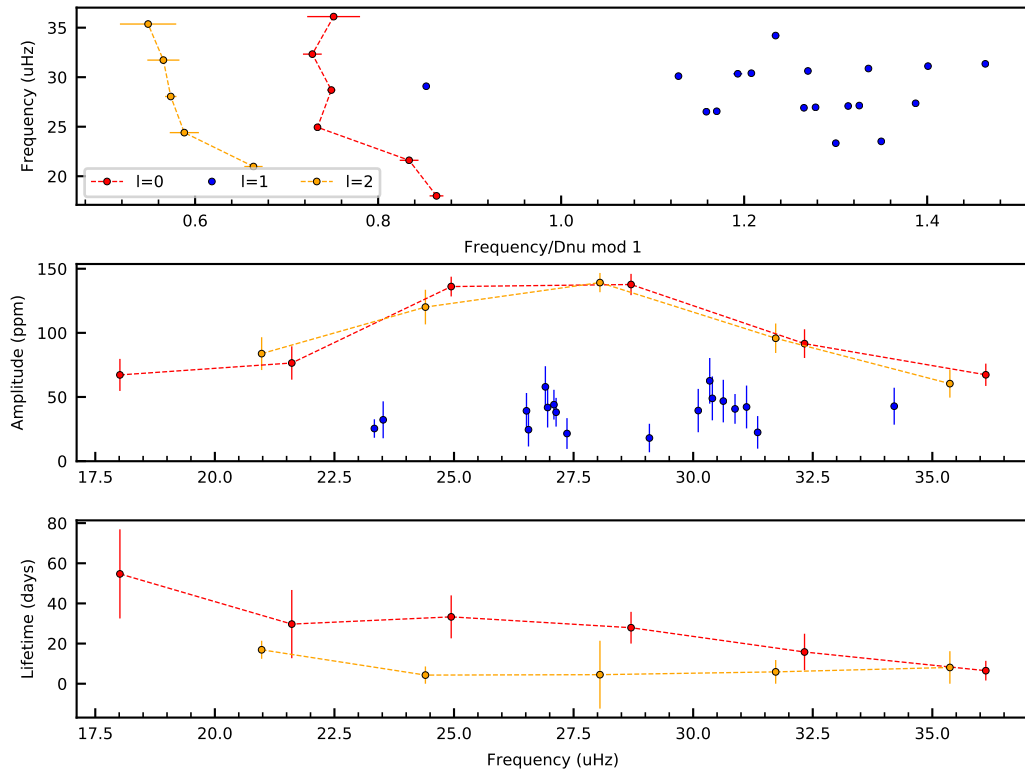 35
30
25
20
Frequency (uHz)
l=0 l=1 l=2
0.6 0.8 1.0 1.2 1.4
Frequency/Dnu mod 1
150
100
50
0
Amplitude (ppm)
17.5 20.0 22.5 25.0 27.5 30.0 32.5 35.0
80
60
40
20
0
Lifetime (days)
17.5 20.0 22.5 25.0 27.5 30.0 32.5 35.0
Frequency (uHz)